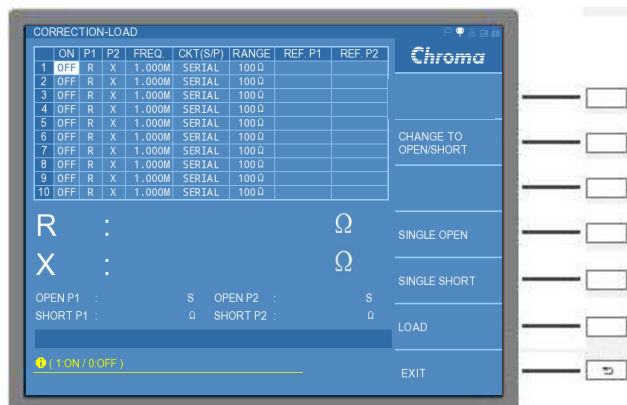 CORRECTION-LOAD
Chroma
ON P1 P2 FREQ. CKT(S/P) RANGE REF. P1 REF. P2
1 OFF R X 1.000M SERIAL 100Ω
2 OFF R X 1.000M SERIAL 100Ω
3 OFF R X 1.000M SERIAL 100Ω
4 OFF R X 1.000M SERIAL 100Ω
5 OFF R X 1.000M SERIAL 100Ω
6 OFF R X 1.000M SERIAL 100Ω
7 OFF R X 1.000M SERIAL 100Ω
8 OFF R X 1.000M SERIAL 100Ω
9 OFF R X 1.000M SERIAL 100Ω
10 OFF R X 1.000M SERIAL 100Ω
CHANGE TO
OPEN/SHORT
R : Ω
SINGLE OPEN
X : Ω
SINGLE SHORT
OPEN P1 : S OPEN P2 : S
SHORT P1 : Ω SHORT P2 : Ω
LOAD
( 1:ON / 0:OFF )
EXIT